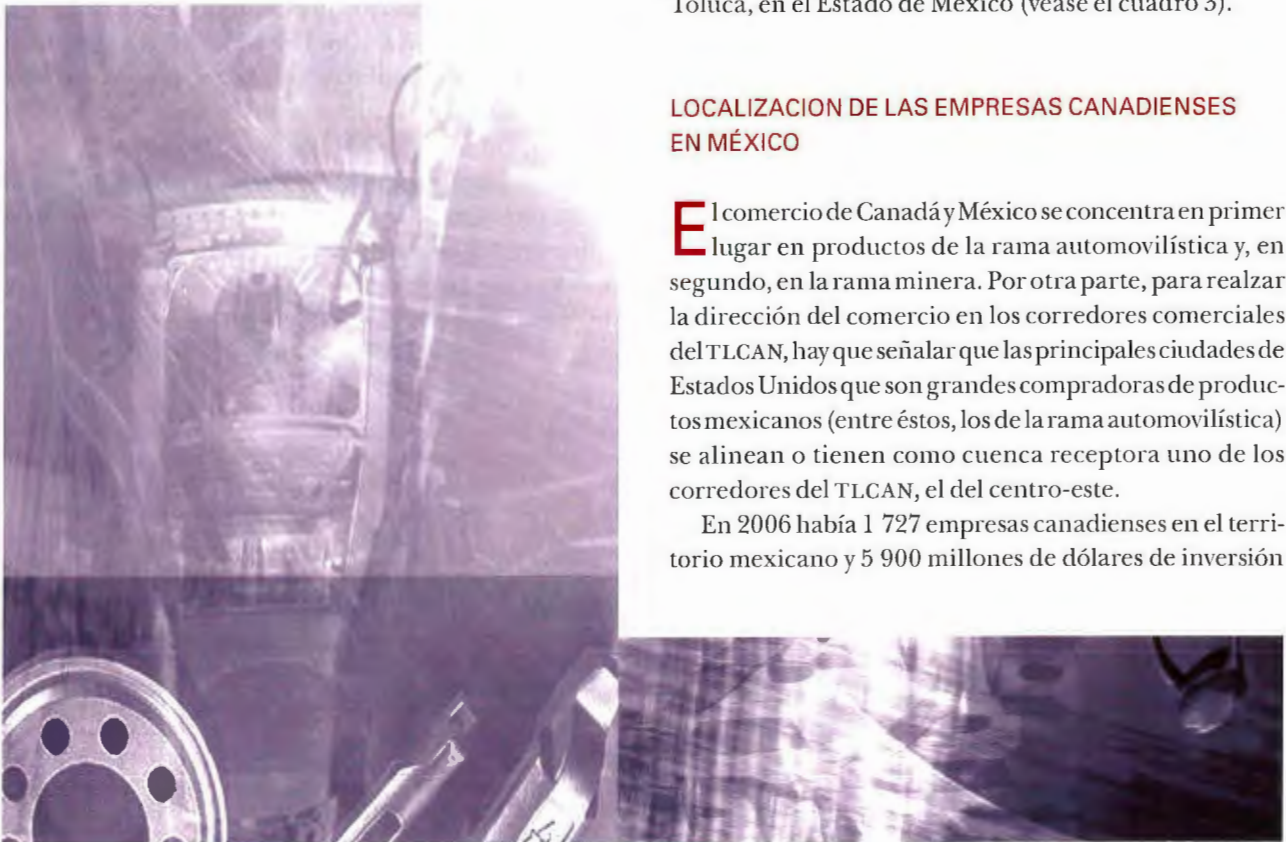 Toluca, en el Estado de México (véase el cuadro 3).
LOCALIZACION DE LAS EMPRESAS CANADIENSES
EN MÉXICO
El comercio de Canadá y México se concentra en primer
lugar en productos de la rama automovilística y, en
segundo, en la rama minera. Por otra parte, para realzar
la dirección del comercio en los corredores comerciales
del TLCAN, hay que señalar que las principales ciudades de
Estados Unidos que son grandes compradoras de produc-
tos mexicanos (entre éstos, los de la rama automovilística)
se alinean o tienen como cuenca receptora uno de los
corredores del TLCAN, el del centro-este.
En 2006 había 1 727 empresas canadienses en el terri-
torio mexicano y 5 900 millones de dólares de inversión